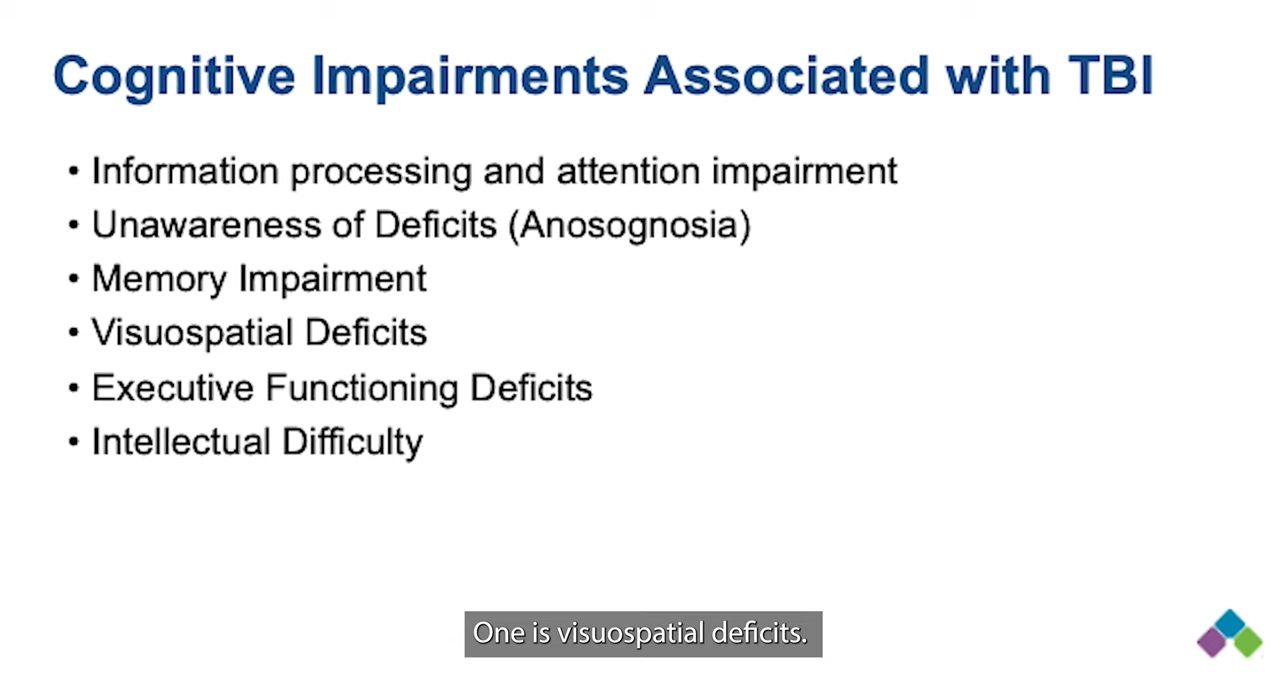 Cognitive Impairments Associated with TBI
• Information processing and attention impairment
• Unawareness of Deficits (Anosognosia)
• Memory Impairment
• Visuospatial Deficits
• Executive Functioning Deficits
• Intellectual Difficulty
One is visuospatial deficits.